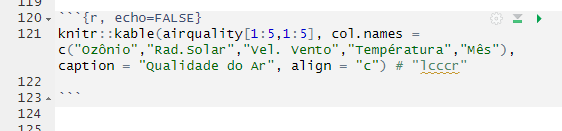 119
120 ```{r, echo=FALSE}
121 knitr::kable(airquality[1:5,1:5], col.names =
c("Ozônio","Rad.Solar","Vel. Vento","Températura","Mês"),
caption = "Qualidade do Ar", align = "c") # "lcccr"
122
123 ```
124
125